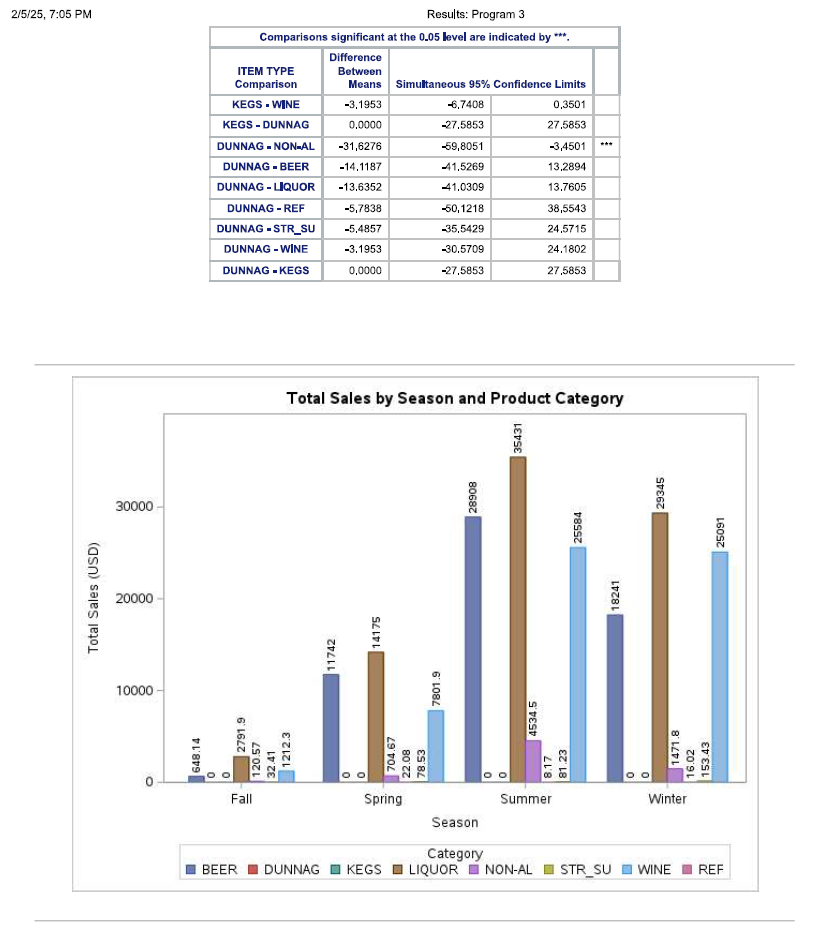 2/5/25, 7:05 PM Results: Program 3
Comparisons significant at the 0.05 level are indicated by ***.
ITEM TYPE Comparison Difference Between Means Simultaneous 95% Confidence Limits
KEGS - WINE -3.1953 -6.7408 0.3501
KEGS - DUNNAG 0.0000 -27.5853 27.5853
DUNNAG - NON-AL -31.6276 -59.8051 -3.4501 ***
DUNNAG - BEER -14.1187 -41.5269 13.2894
DUNNAG - LIQUOR -13.6352 -41.0309 13.7605
DUNNAG - REF -5.7838 -50.1218 38.5543
DUNNAG - STR_SU -5.4857 -35.5429 24.5715
DUNNAG - WINE -3.1953 -30.5709 24.1802
DUNNAG - KEGS 0.0000 -27.5853 27.5853
Total Sales by Season and Product Category
Total Sales (USD)
30000
20000
10000
0
648.14 0 0 2791.9 120.57 32.41 1212.3
11742 0 0 14175 704.67 22.08 78.53 7801.9
28908 0 0 35431 4534.5 8.17 81.23 25584
18241 0 0 29345 1471.8 16.02 153.43 25091
Fall Spring Summer Winter
Season
Category
BEER DUNNAG KEGS LIQUOR NON-AL STR_SU WINE REF